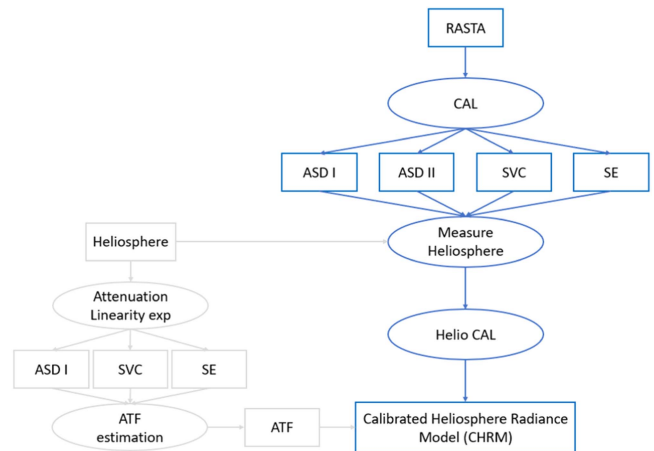 RASTA
CAL
ASD I
ASD II
SVC
SE
Measure
Heliosphere
Heliosphere
Attenuation
Linearity exp
Helio CAL
ASD I
SVC
SE
ATF
estimation
ATF
Calibrated Heliosphere Radiance
Model (CHRM)